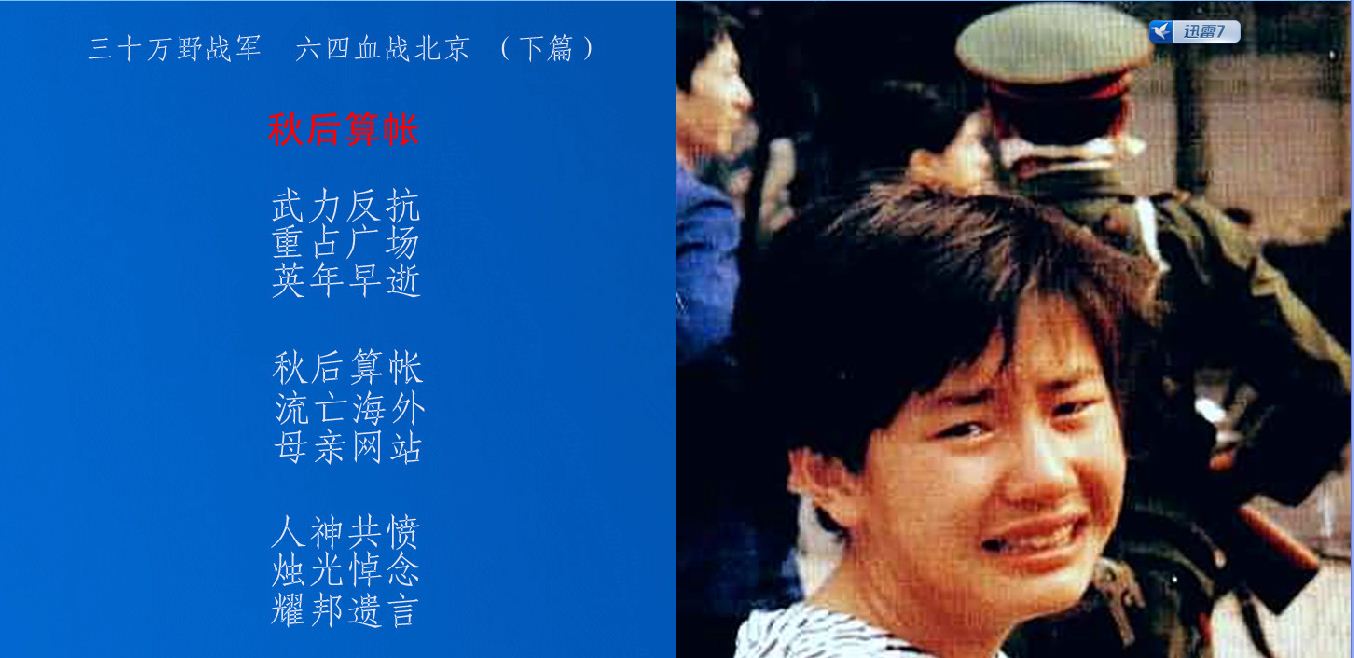 三十万野战军　六四血战北京 （下篇）
秋后算帐
武力反抗
重占广场
英年早逝
秋后算帐
流亡海外
母亲网站
人神共愤
烛光悼念
耀邦遗言
迅雷7